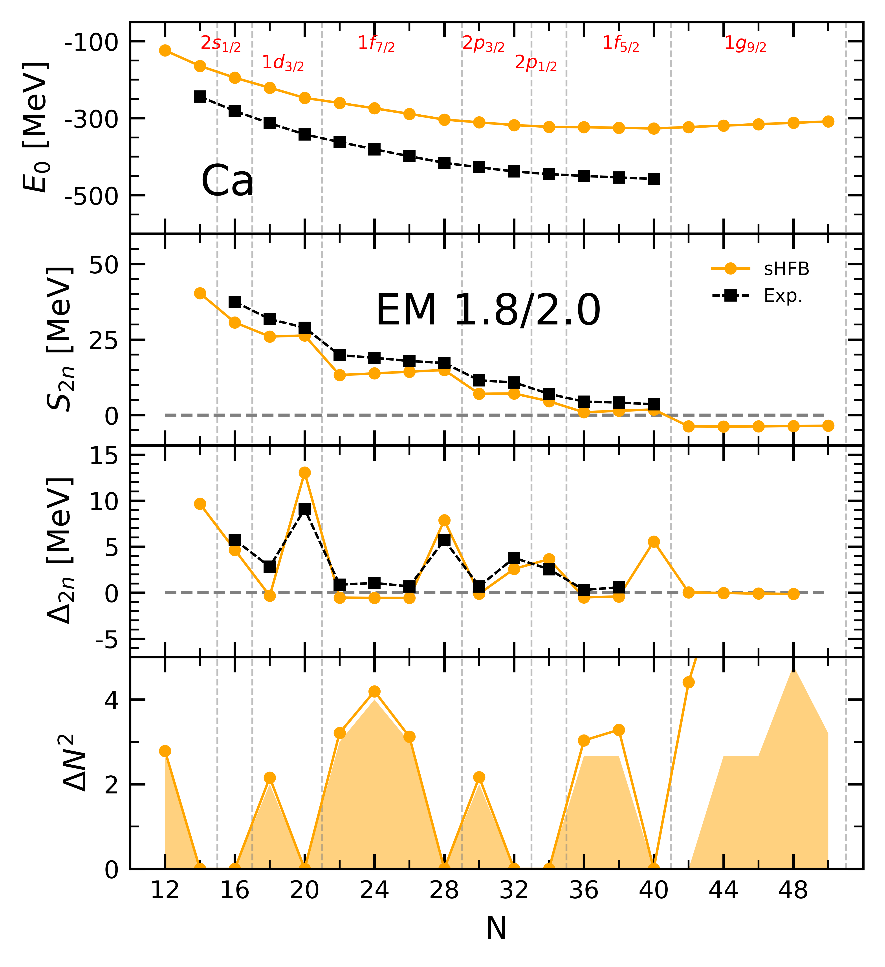 -100
-300
-500
E₀ [MeV]
2s₁/₂
1d₃/₂
1f₇/₂
2p₃/₂
2p₁/₂
1f₅/₂
1g₉/₂
Ca
50
25
0
S₂ₙ [MeV]
EM 1.8/2.0
sHFB
Exp.
15
10
5
0
-5
Δ₂ₙ [MeV]
4
2
0
ΔN²
12 16 20 24 28 32 36 40 44 48
N